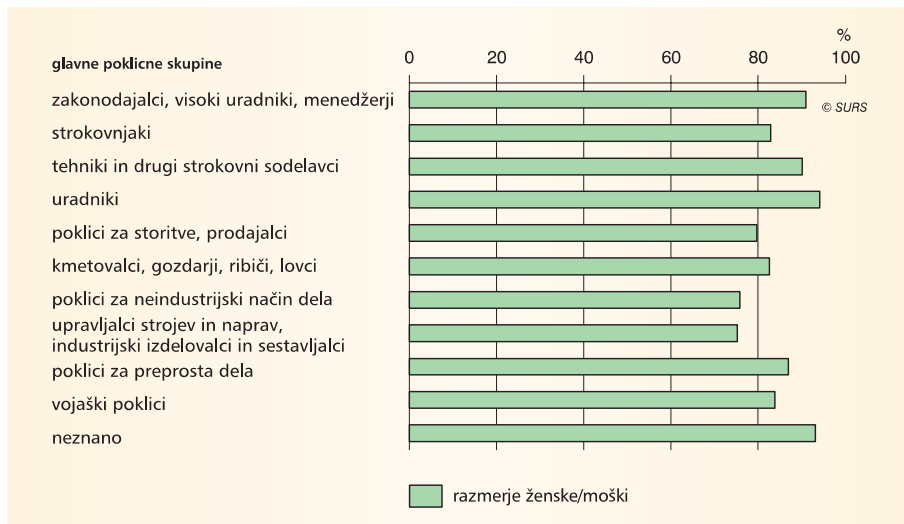 %
glavne poklicne skupine
0 20 40 60 80 100
zakonodajalci, visoki uradniki, menedžerji
© SURS
strokovnjaki
tehniki in drugi strokovni sodelavci
uradniki
poklici za storitve, prodajalci
kmetovalci, gozdarji, ribiči, lovci
poklici za neindustrijski način dela
upravljalci strojev in naprav,
industrijski izdelovalci in sestavljalci
poklici za preprosta dela
vojaški poklici
neznano
razmerje ženske/moški